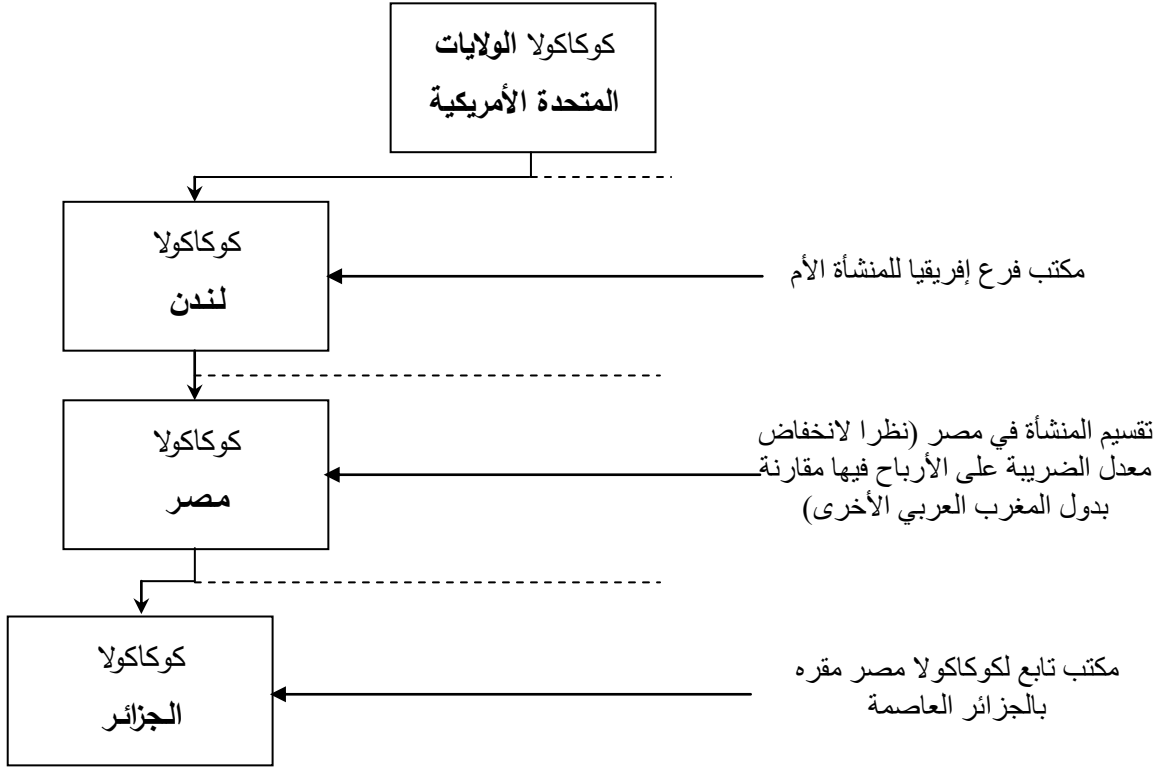 كوكاكولا الولايات
المتحدة الأمريكية
كوكاكولا
لندن
مكتب فرع إفريقيا للمنشأة الأم
كوكاكولا
مصر
تقسيم المنشأة في مصر (نظرا لانخفاض
معدل الضريبة على الأرباح فيها مقارنة
بدول المغرب العربي الأخرى)
كوكاكولا
الجزائر
مكتب تابع لكوكاكولا مصر مقره
بالجزائر العاصمة